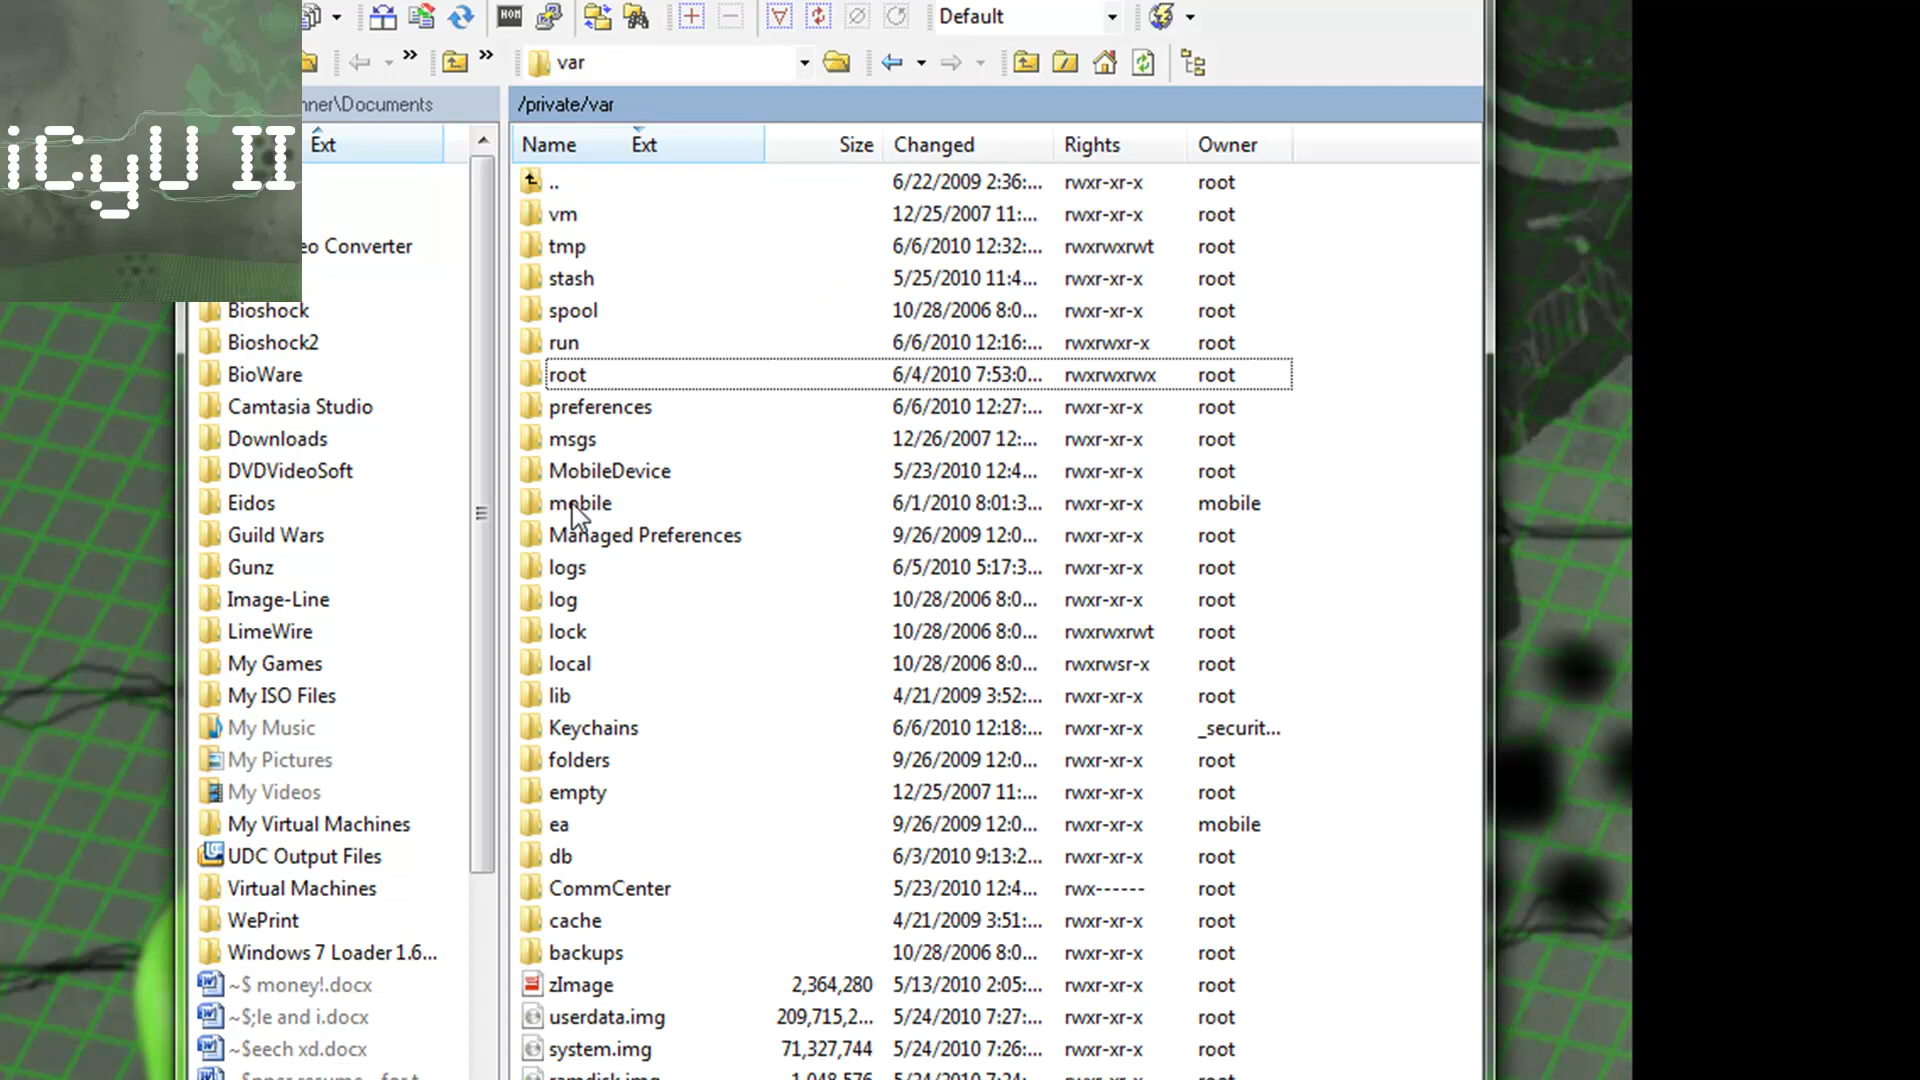 HOM
Default
var
nner\Documents
/private/var
iCgyU II
Ext
Name Ext Size Changed Rights Owner
.. 6/22/2009 2:36:... rwxr-xr-x root
vm 12/25/2007 11:... rwxr-xr-x root
eo Converter
tmp 6/6/2010 12:32:... rwxrwxrwt root
stash 5/25/2010 11:4... rwxr-xr-x root
Bioshock
spool 10/28/2006 8:0... rwxr-xr-x root
Bioshock2
run 6/6/2010 12:16:... rwxrwxr-x root
BioWare
root 6/4/2010 7:53:0... rwxrwxrwx root
Camtasia Studio
preferences 6/6/2010 12:27:... rwxr-xr-x root
Downloads
msgs 12/26/2007 12:... rwxr-xr-x root
DVDVideoSoft
MobileDevice 5/23/2010 12:4... rwxr-xr-x root
Eidos
mobile 6/1/2010 8:01:3... rwxr-xr-x mobile
Guild Wars
Managed Preferences 9/26/2009 12:0... rwxr-xr-x root
Gunz
logs 6/5/2010 5:17:3... rwxr-xr-x root
Image-Line
log 10/28/2006 8:0... rwxr-xr-x root
LimeWire
lock 10/28/2006 8:0... rwxrwxrwt root
My Games
local 10/28/2006 8:0... rwxrwsr-x root
My ISO Files
lib 4/21/2009 3:52:... rwxr-xr-x root
My Music
Keychains 6/6/2010 12:18:... rwxr-xr-x _securit...
My Pictures
folders 9/26/2009 12:0... rwxr-xr-x root
My Videos
empty 12/25/2007 11:... rwxr-xr-x root
My Virtual Machines
ea 9/26/2009 12:0... rwxr-xr-x mobile
UDC Output Files
db 6/3/2010 9:13:2... rwxr-xr-x root
Virtual Machines
CommCenter 5/23/2010 12:4... rwx------ root
WePrint
cache 4/21/2009 3:51:... rwxr-xr-x root
Windows 7 Loader 1.6...
backups 10/28/2006 8:0... rwxr-xr-x root
~$ money!.docx
zImage 2,364,280 5/13/2010 2:05:... rwxr-xr-x root
~$;le and i.docx
userdata.img 209,715,2... 5/24/2010 7:27:... rwxr-xr-x root
~$eech xd.docx
system.img 71,327,744 5/24/2010 7:26:... rwxr-xr-x root
ramdisk.img 1,048,576 5/24/2010 7:24:... rwxr-xr-x root